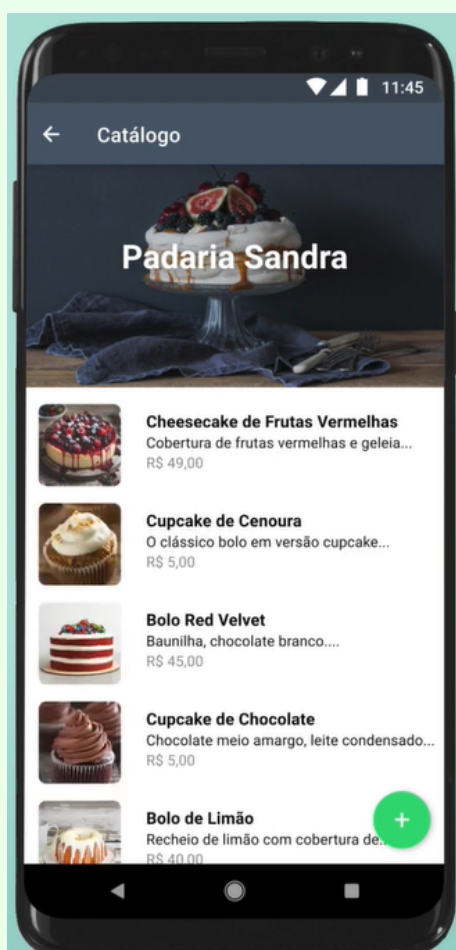 11:45
Catálogo
Padaria Sandra
Cheesecake de Frutas Vermelhas
Cobertura de frutas vermelhas e geleia...
R$ 49,00
Cupcake de Cenoura
O clássico bolo em versão cupcake...
R$ 5,00
Bolo Red Velvet
Baunilha, chocolate branco....
R$ 45,00
Cupcake de Chocolate
Chocolate meio amargo, leite condensado...
R$ 5,00
Bolo de Limão
Recheio de limão com cobertura de..
R$ 40,00